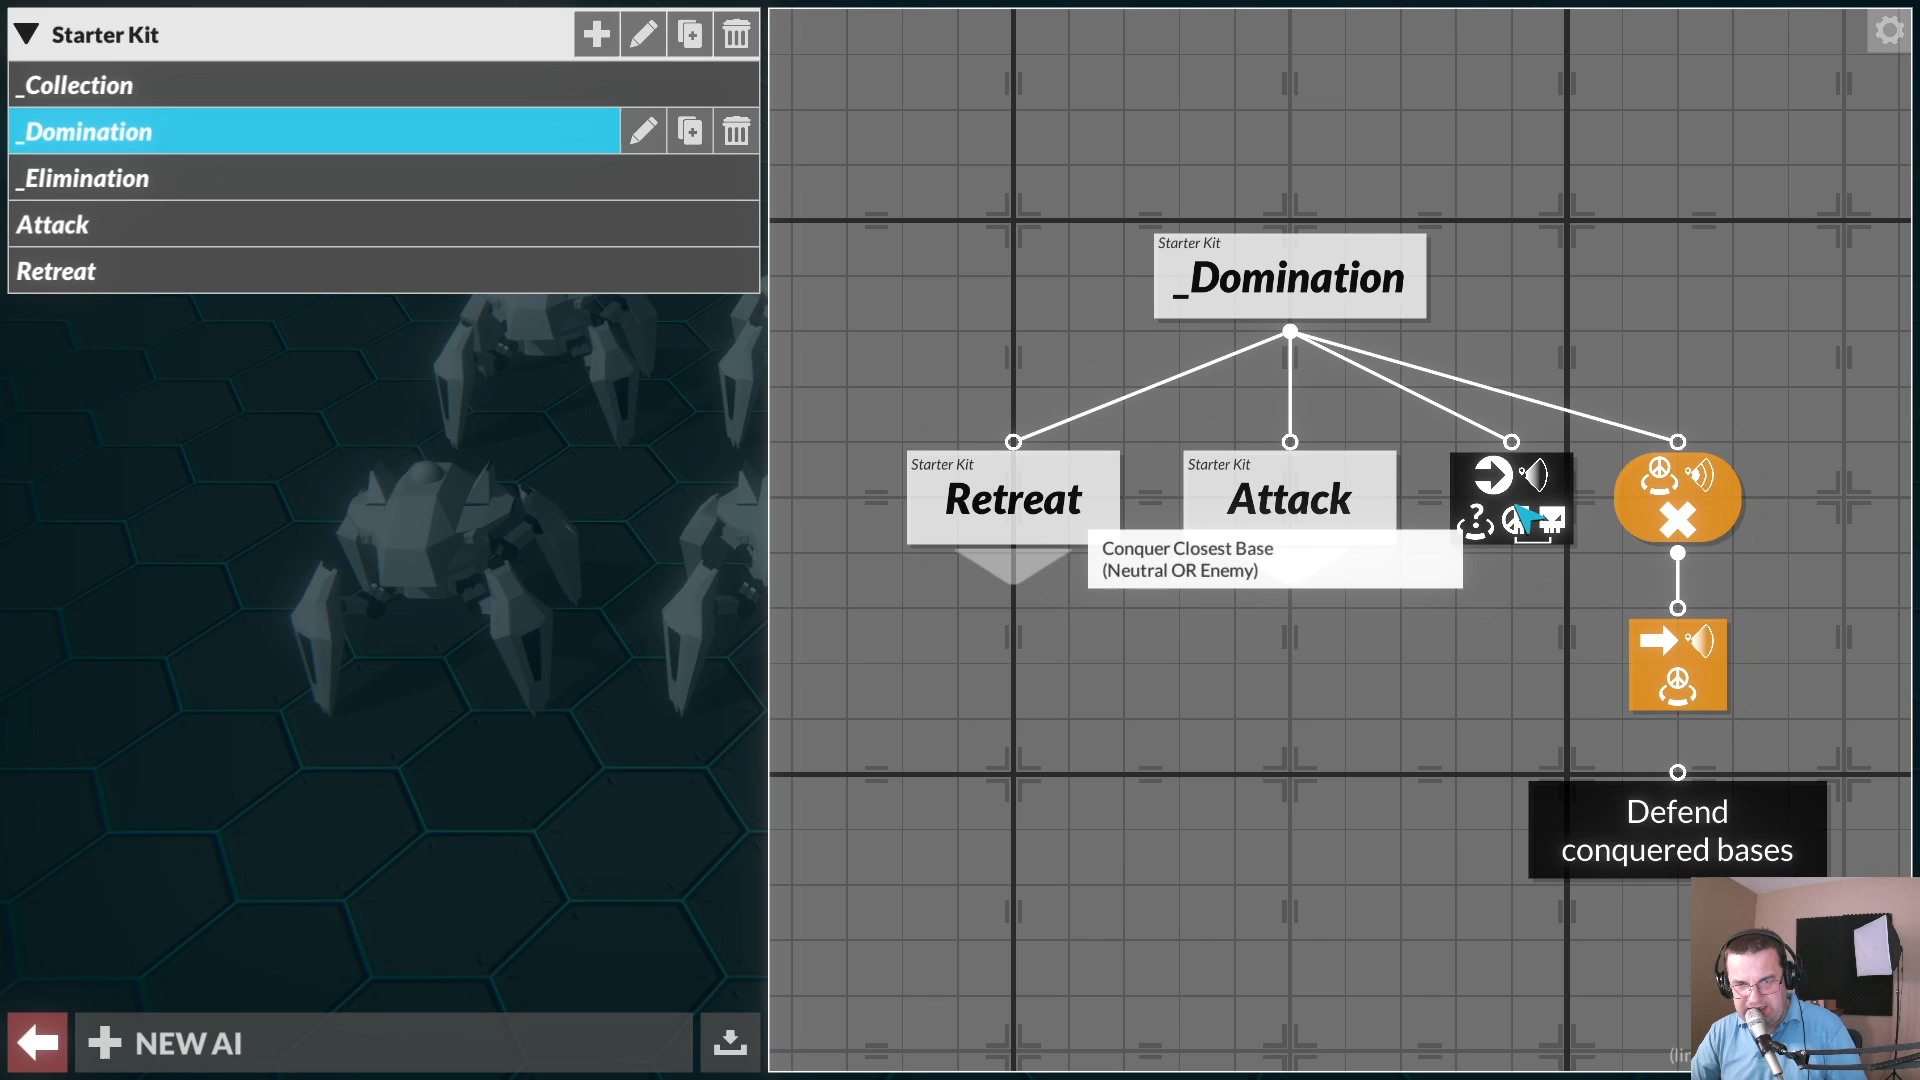 Starter Kit
_Collection
_Domination
_Elimination
Attack
Retreat
Starter Kit
_Domination
Starter Kit
Retreat
Starter Kit
Attack
?
Conquer Closest Base
(Neutral OR Enemy)
Defend
conquered bases
NEW AI